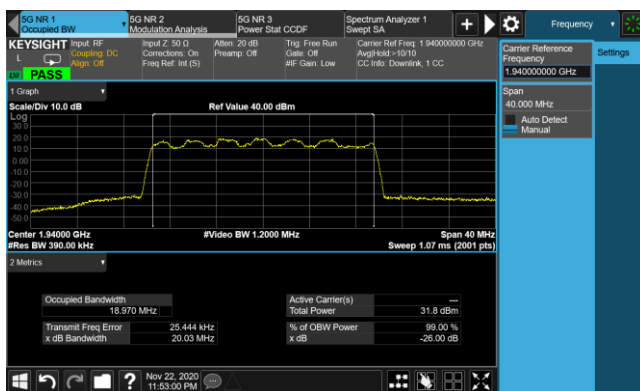 5G NR 1
Occupied BW
5G NR 2
Modulation Analysis
5G NR 3
Power Stat CCDF
Spectrum Analyzer 1
Swept SA
Frequency
KEYSIGHT
L
Input: RF
Coupling: DC
Align: Off
Input Z: 50 Ω
Corrections: On
Freq Ref: Int (S)
Atten: 20 dB
Preamp: Off
Trig: Free Run
Gate: Off
#IF Gain: Low
Carrier Ref Freq: 1.940000000 GHz
Avg|Hold:>10/10
CC Info: Downlink, 1 CC
PASS
Carrier Reference
Frequency
1.940000000 GHz
Settings
Span
40.000 MHz
Auto Detect
Manual
1 Graph
Scale/Div 10.0 dB
Ref Value 40.00 dBm
Log
30.0
20.0
10.0
0.00
-10.0
-20.0
-30.0
-40.0
-50.0
Center 1.94000 GHz
#Res BW 390.00 kHz
#Video BW 1.2000 MHz
Span 40 MHz
Sweep 1.07 ms (2001 pts)
2 Metrics
Occupied Bandwidth
18.970 MHz
Transmit Freq Error 25.444 kHz
x dB Bandwidth 20.03 MHz
Active Carrier(s) ---
Total Power 31.8 dBm
% of OBW Power 99.00 %
x dB -26.00 dB
Nov 22, 2020
11:53:00 PM